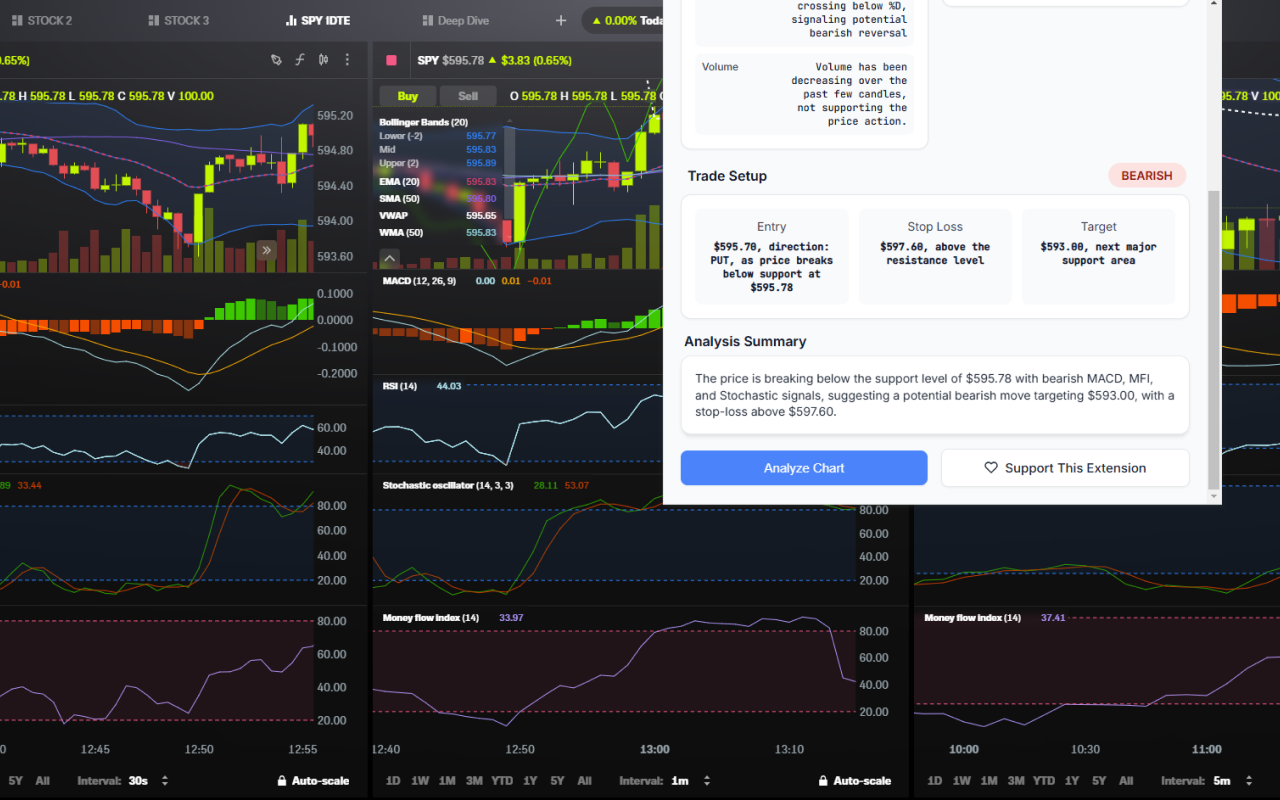 STOCK 2
STOCK 3
SPY IDTE
Deep Dive
+
▲ 0.00% Toda
0.65%)
SPY $595.78 ▲ $3.83 (0.65%)
.78 H 595.78 L 595.78 C 595.78 V 100.00
595.20
594.80
594.40
594.00
593.60
»
-0.01
0.1000
0.0000
-0.1000
-0.2000
60.00
40.00
89 33.44
80.00
60.00
40.00
20.00
80.00
60.00
40.00
20.00
12:45
12:50
12:55
5Y All Interval: 30s Auto-scale
Buy
Sell
O 595.78 H 595.78 L 595.78 C
Bollinger Bands (20)
Lower (-2) 595.77
Mid 595.83
Uppor (2) 595.89
EMA (20) 595.83
SMA (50) 595.80
VWAP 595.65
WMA (50) 595.83
MACD (12, 26, 9) 0.00 0.01 -0.01
RSI (14) 44.03
Stochastic oscillator (14, 3, 3) 28.11 53.07
80.00
60.00
40.00
20.00
Money flow index (14) 33.97
80.00
60.00
40.00
20.00
12:40
12:50
13:00
13:10
1D 1W 1M 3M YTD 1Y 5Y All Interval: 1m Auto-scale
crossing below %D,
signaling potential
bearish reversal
Volume
Volume has been
decreasing over the
past few candles,
not supporting the
price action.
Trade Setup
BEARISH
Entry
$595.70, direction:
PUT, as price breaks
below support at
$595.78
Stop Loss
$597.60, above the
resistance level
Target
$593.00, next major
support area
Analysis Summary
The price is breaking below the support level of $595.78 with bearish MACD, MFI,
and Stochastic signals, suggesting a potential bearish move targeting $593.00, with a
stop-loss above $597.60.
Analyze Chart
Support This Extension
95.78 V 100
Money flow index (14) 37.41
10:00
10:30
11:00
1D 1W 1M 3M YTD 1Y 5Y All Interval: 5m